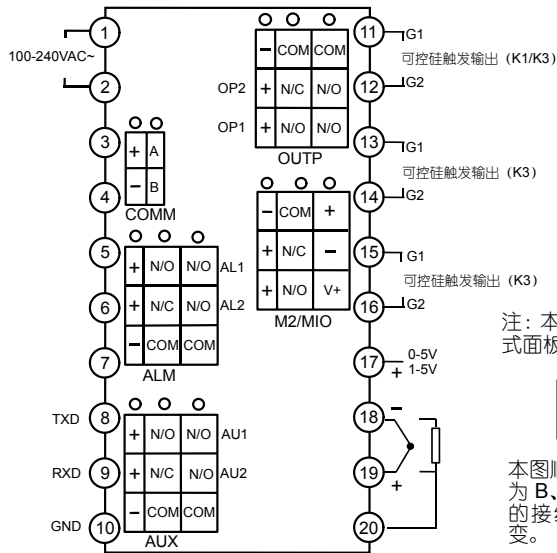 1
100-240VAC~
2
3
4
5
6
7
TXD 8
RXD 9
GND 10
+ A
− B
COMM
+ N/O N/O AL1
+ N/C N/O AL2
− COM COM
ALM
+ N/O N/O AU1
+ N/C N/O AU2
− COM COM
AUX
− COM COM
OP2 + N/C N/O
OP1 + N/O N/O
OUTP
− COM +
+ N/C −
+ N/O V+
M2/MIO
11 G1
可控硅触发输出 (K1/K3)
12 G2
13 G1
可控硅触发输出 (K3)
14 G2
15 G1
可控硅触发输出 (K3)
16 G2
17 0-5V
+ 1-5V
18 −
19 +
20
注: 本
式面板
本图
为 B、
的接
变。